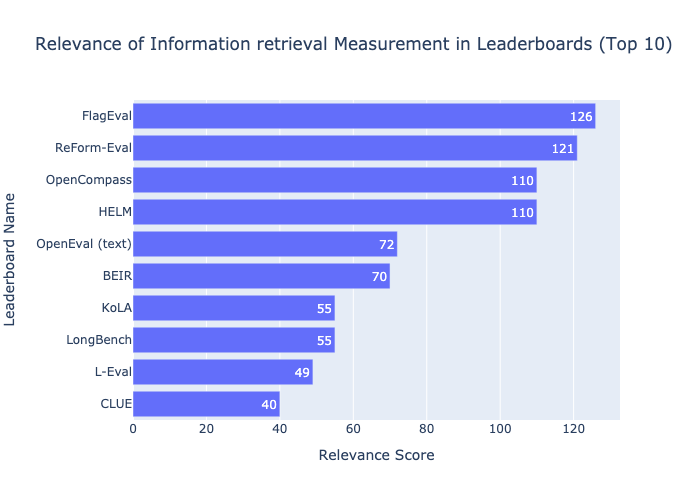 Relevance of Information retrieval Measurement in Leaderboards (Top 10)
Leaderboard Name
FlagEval 126
ReForm-Eval 121
OpenCompass 110
HELM 110
OpenEval (text) 72
BEIR 70
KoLA 55
LongBench 55
L-Eval 49
CLUE 40
0 20 40 60 80 100 120
Relevance Score